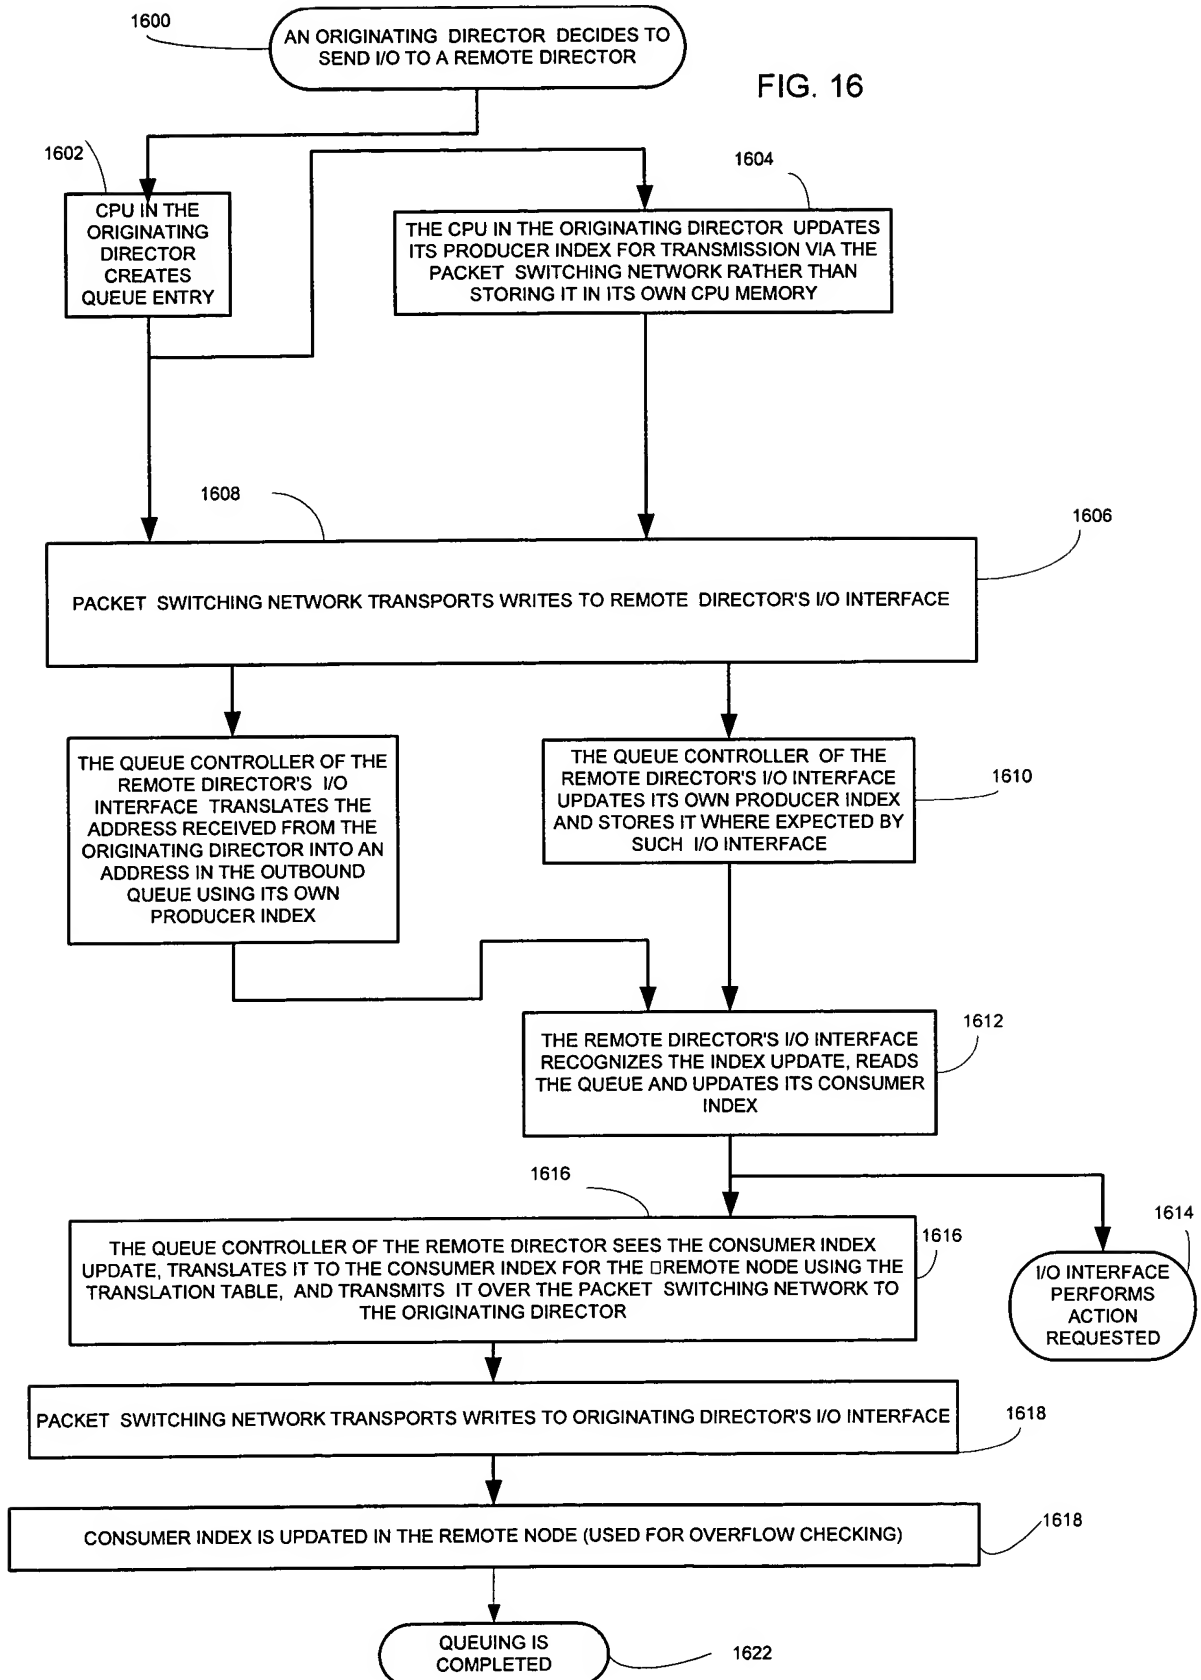 1600
AN ORIGINATING DIRECTOR DECIDES TO
SEND I/O TO A REMOTE DIRECTOR
FIG. 16
1602
CPU IN THE
ORIGINATING
DIRECTOR
CREATES
QUEUE ENTRY
1604
THE CPU IN THE ORIGINATING DIRECTOR UPDATES
ITS PRODUCER INDEX FOR TRANSMISSION VIA THE
PACKET SWITCHING NETWORK RATHER THAN
STORING IT IN ITS OWN CPU MEMORY
1608
1606
PACKET SWITCHING NETWORK TRANSPORTS WRITES TO REMOTE DIRECTOR'S I/O INTERFACE
THE QUEUE CONTROLLER OF THE
REMOTE DIRECTOR'S I/O
INTERFACE TRANSLATES THE
ADDRESS RECEIVED FROM THE
ORIGINATING DIRECTOR INTO AN
ADDRESS IN THE OUTBOUND
QUEUE USING ITS OWN
PRODUCER INDEX
THE QUEUE CONTROLLER OF THE
REMOTE DIRECTOR'S I/O INTERFACE
UPDATES ITS OWN PRODUCER INDEX
AND STORES IT WHERE EXPECTED BY
SUCH I/O INTERFACE
1610
THE REMOTE DIRECTOR'S I/O INTERFACE
RECOGNIZES THE INDEX UPDATE, READS
THE QUEUE AND UPDATES ITS CONSUMER
INDEX
1612
1616
THE QUEUE CONTROLLER OF THE REMOTE DIRECTOR SEES THE CONSUMER INDEX
UPDATE, TRANSLATES IT TO THE CONSUMER INDEX FOR THE □REMOTE NODE USING THE
TRANSLATION TABLE, AND TRANSMITS IT OVER THE PACKET SWITCHING NETWORK TO
THE ORIGINATING DIRECTOR
1616
1614
I/O INTERFACE
PERFORMS
ACTION
REQUESTED
PACKET SWITCHING NETWORK TRANSPORTS WRITES TO ORIGINATING DIRECTOR'S I/O INTERFACE
1618
CONSUMER INDEX IS UPDATED IN THE REMOTE NODE (USED FOR OVERFLOW CHECKING)
1618
QUEUING IS
COMPLETED
1622